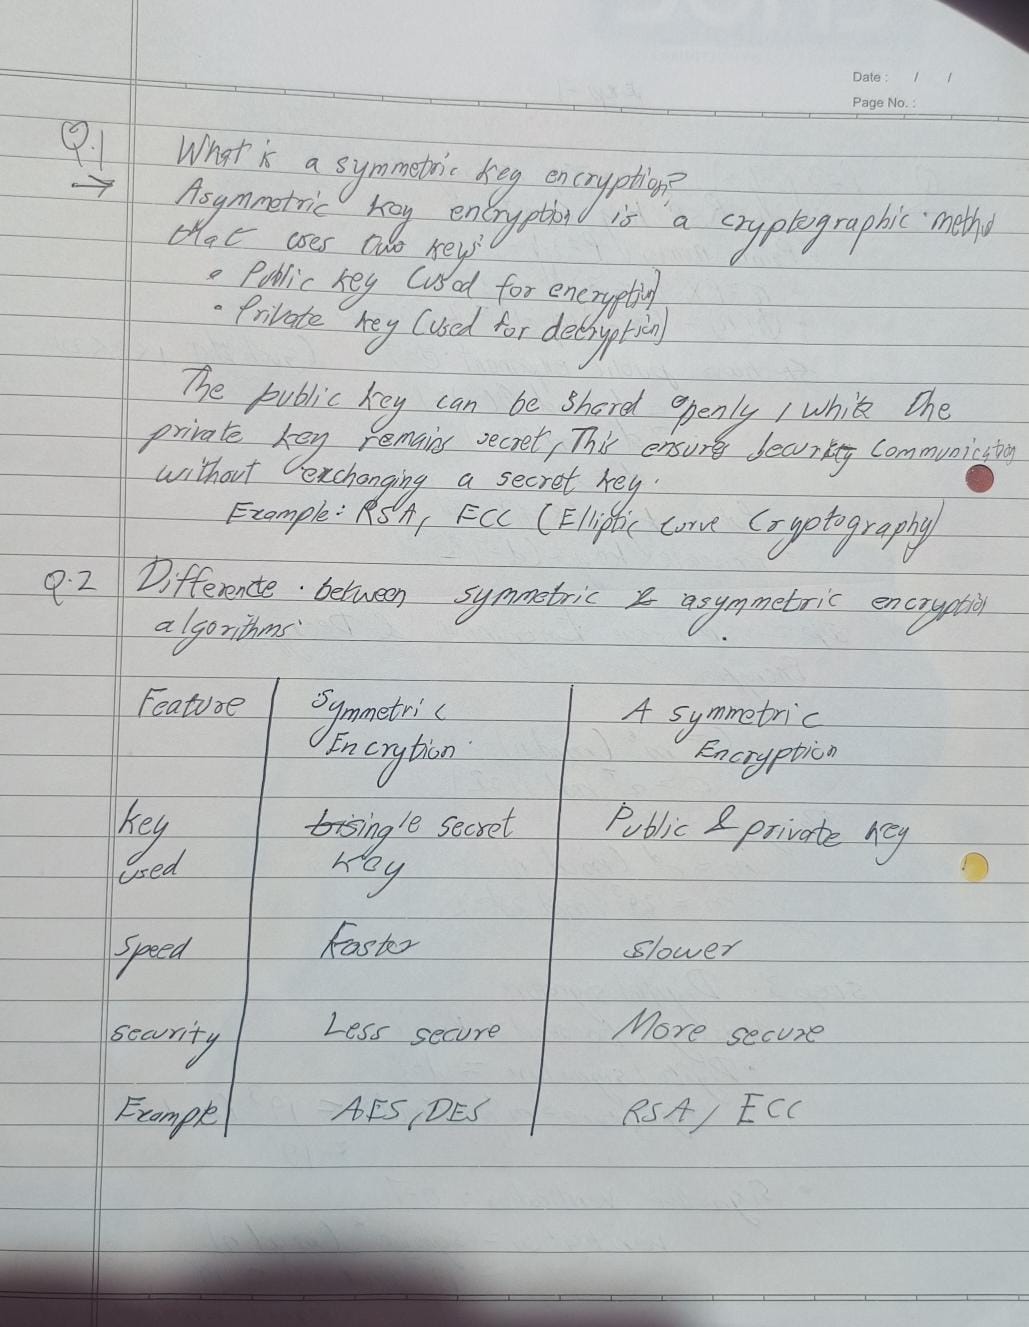 Date : / /
Page No. :
Q.1 What is a symmetric key encryption?
→ Asymmetric key encryption is a cryptographic method
that uses two keys
• Public key (used for encryption)
• Private key (used for decryption)
The public key can be shared openly, while the
private key remains secret, This ensures security communication
without exchanging a secret key.
Example: RSA, ECC (Elliptic curve Cryptography)
Q.2 Difference between symmetric & asymmetric encryption
algorithms
Feature Symmetric A symmetric
Encrytion Encryption
key single secret Public & private key
used key
Speed Faster Slower
Security Less secure More secure
Example AES, DES RSA, ECC